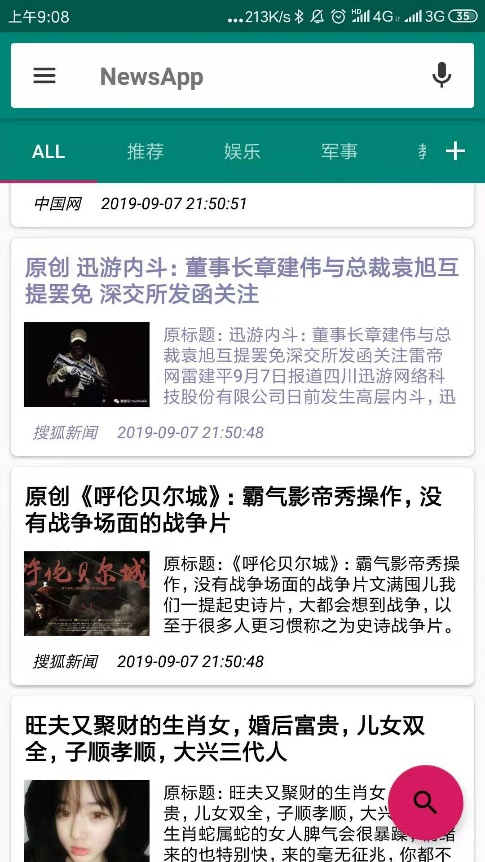 上午9:08
...213K/s HD 4G 3G 35
NewsApp
ALL 推荐 娱乐 军事
中国网 2019-09-07 21:50:51
原创 迅游内斗：董事长章建伟与总裁袁旭互
提罢免 深交所发函关注
原标题：迅游内斗：董事长章建伟与总
裁袁旭互提罢免深交所发函关注雷帝
网雷建平9月7日报道四川迅游网络科
技股份有限公司日前发生高层内斗，迅
搜狐新闻 2019-09-07 21:50:48
原创《呼伦贝尔城》：霸气影帝秀操作，没
有战争场面的战争片
呼伦贝尔城
原标题：《呼伦贝尔城》：霸气影帝秀操
作，没有战争场面的战争片文满囤儿我
们一提起史诗片，大都会想到战争，以
至于很多人更习惯称之为史诗战争片。
搜狐新闻 2019-09-07 21:50:48
旺夫又聚财的生肖女，婚后富贵，儿女双
全，子顺孝顺，大兴三代人
原标题：旺夫又聚财的生肖女
贵，儿女双全，子顺孝顺，大兴
生肖蛇属蛇的女人脾气会很暴躁
来的也特别快，来的毫无征兆，你都不